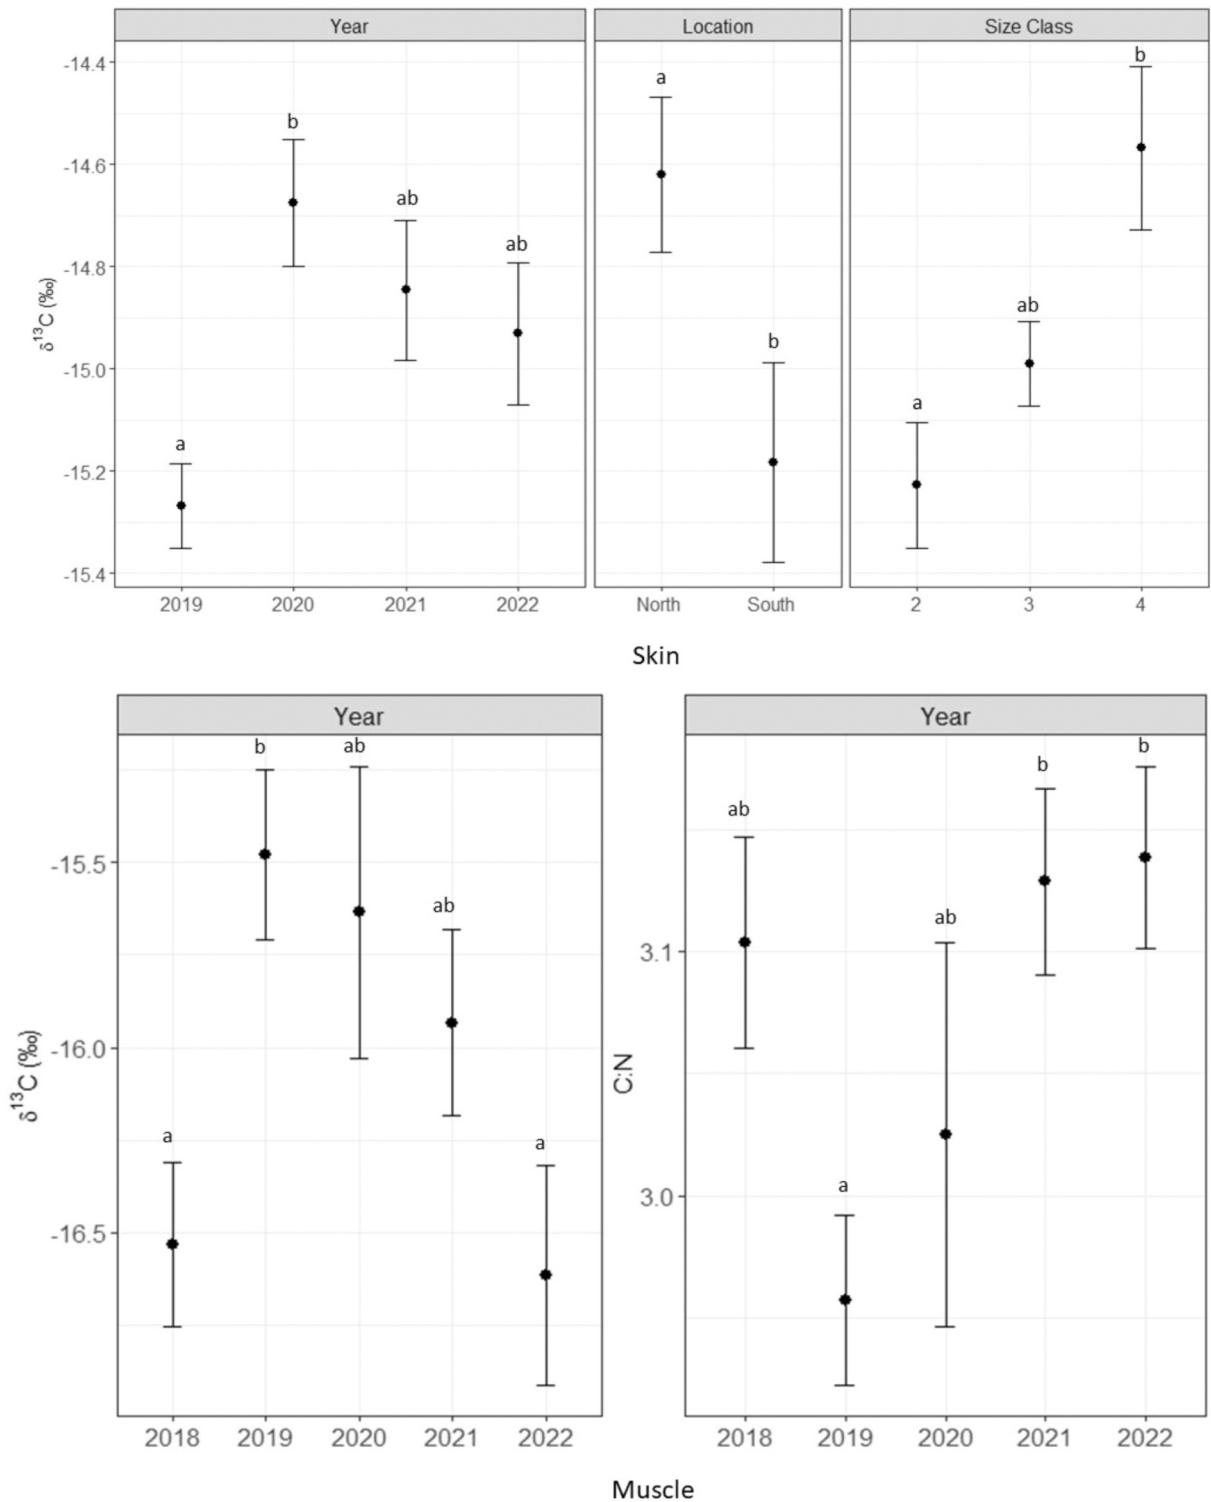 Year Location Size Class
b
-14.4
a
b
-14.6
ab
ab
-14.8
b
ab
-15.0
a
a
-15.2
-15.4
δ13C (‰)
2019 2020 2021 2022 North South 2 3 4
Skin
Year Year
b ab b
b
ab
-15.5
ab ab
3.1
-16.0
δ13C (‰)
C:N
a a
a
3.0
-16.5
2018 2019 2020 2021 2022 2018 2019 2020 2021 2022
Muscle